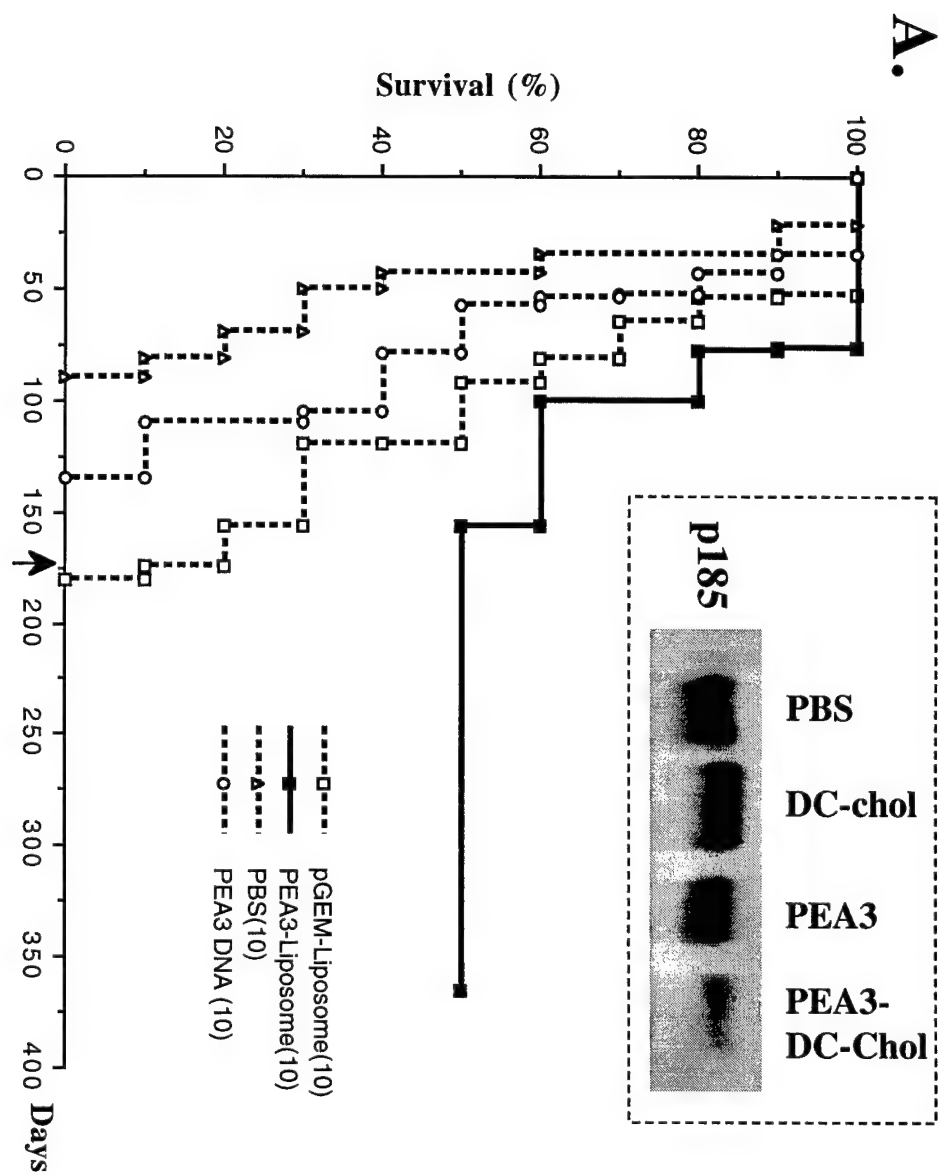 A.
Survival (%)
100
80
60
40
20
0
0
50
100
150
200
250
300
350
400
Days
p185
PBS
DC-chol
PEA3
PEA3-
DC-Chol
pGEM-Liposome(10)
PEA3-Liposome(10)
PBS(10)
PEA3 DNA (10)